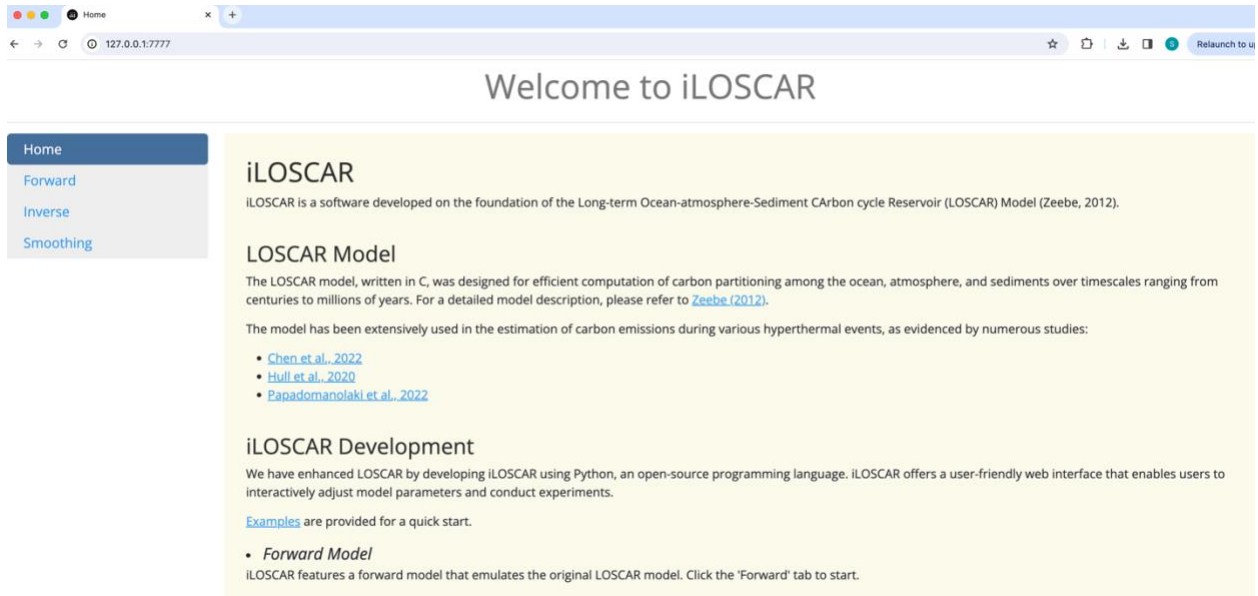 Home
127.0.0.1:7777
S
Relaunch to u
Welcome to iLOSCAR
Home
Forward
Inverse
Smoothing
iLOSCAR
iLOSCAR is a software developed on the foundation of the Long-term Ocean-atmosphere-Sediment CArbon cycle Reservoir (LOSCAR) Model (Zeebe, 2012).
LOSCAR Model
The LOSCAR model, written in C, was designed for efficient computation of carbon partitioning among the ocean, atmosphere, and sediments over timescales ranging from
centuries to millions of years. For a detailed model description, please refer to Zeebe (2012).
The model has been extensively used in the estimation of carbon emissions during various hyperthermal events, as evidenced by numerous studies:
• Chen et al., 2022
• Hull et al., 2020
• Papadomanolaki et al., 2022
iLOSCAR Development
We have enhanced LOSCAR by developing iLOSCAR using Python, an open-source programming language. iLOSCAR offers a user-friendly web interface that enables users to
interactively adjust model parameters and conduct experiments.
Examples are provided for a quick start.
• Forward Model
iLOSCAR features a forward model that emulates the original LOSCAR model. Click the 'Forward' tab to start.